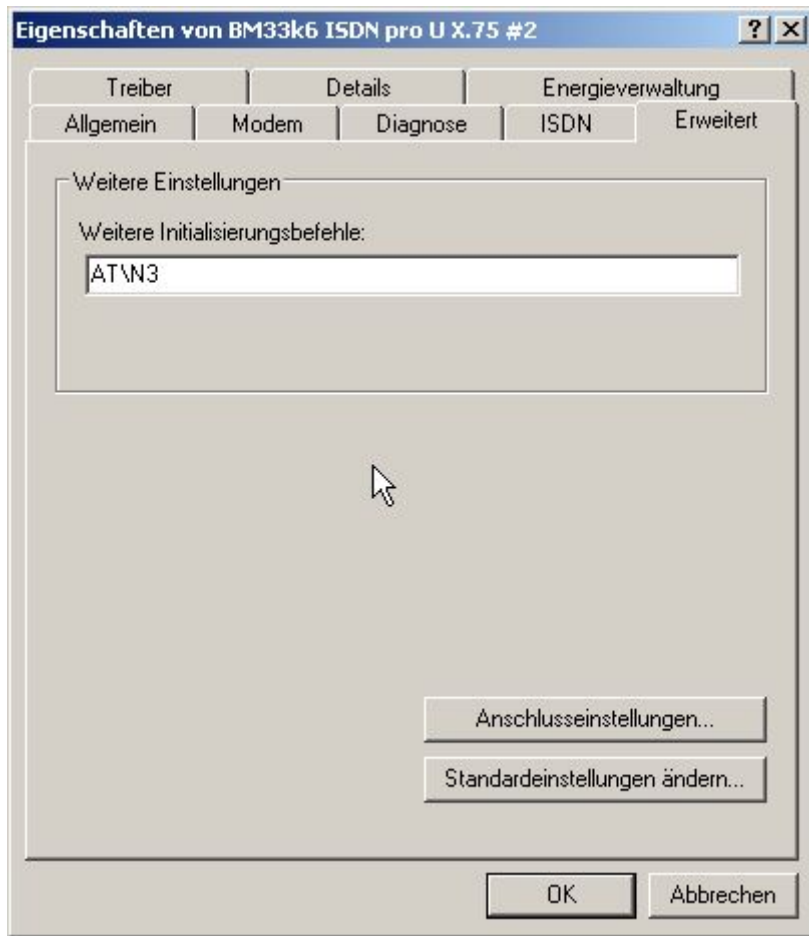 Eigenschaften von BM33k6 ISDN pro U X.75 #2
Treiber Details Energieverwaltung
Allgemein Modem Diagnose ISDN Erweitert
Weitere Einstellungen
Weitere Initialisierungsbefehle:
AT\N3
Anschlusseinstellungen...
Standardeinstellungen ändern...
OK Abbrechen